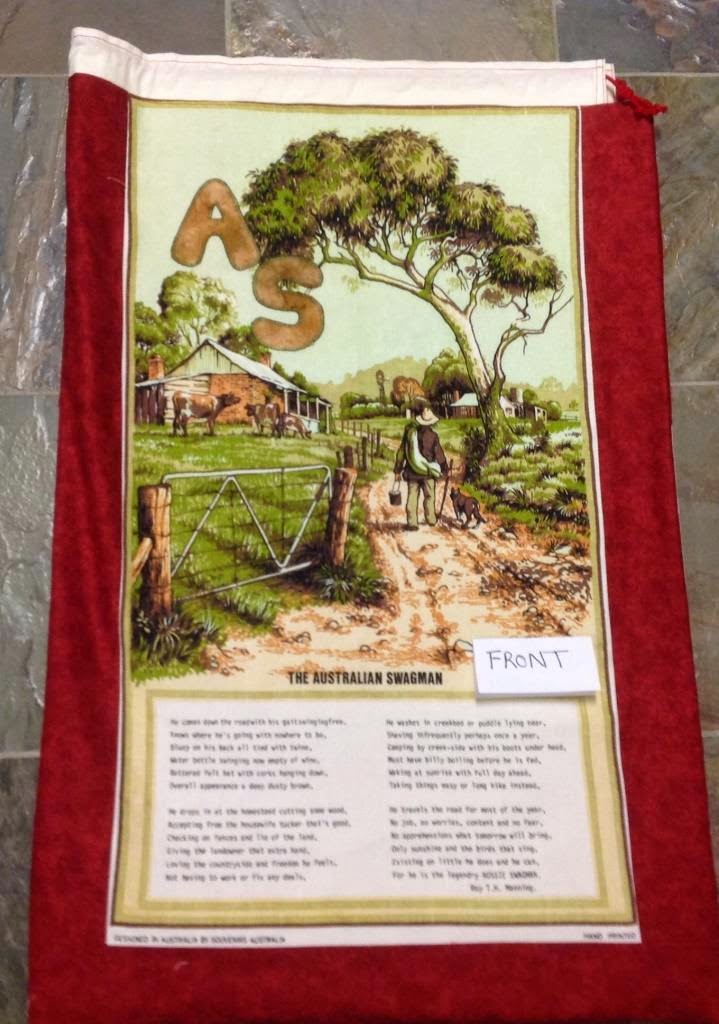 A
S
FRONT
THE AUSTRALIAN SWAGMAN
He comes down the road with his gait swinging free,
Knows where he's going with nowhere to be,
Bluey on his back all tied with twine,
Water bottle swinging now empty of wine,
Battered felt hat with corks hanging down,
Overall appearance a deep dusty brown.
He drops in at the homestead cutting some wood,
Accepting from the housewife tucker that's good,
Checking on fences and lie of the land,
Giving the landowner that extra hand,
Loving the countryside and freedom he feels,
Not having to work or fix any deals.
He washes in creekbed or puddle lying near,
Shaving infrequently perhaps once a year,
Camping by creek-side with his boots under head,
Must have billy boiling before he is fed,
Waking at sunrise with full day ahead,
Taking things easy or long hike instead.
He travels the road for most of the year,
No job, no worries, content and no fear,
No apprehensions what tomorrow will bring,
Only sunshine and the birds that sing,
Existing on little he does and he can,
For he is the legendry AUSSIE SWAGMAN.
Roy T.H. Manning.
DESIGNED IN AUSTRALIA BY SOUVENIRS AUSTRALIA
HAND PRINTED